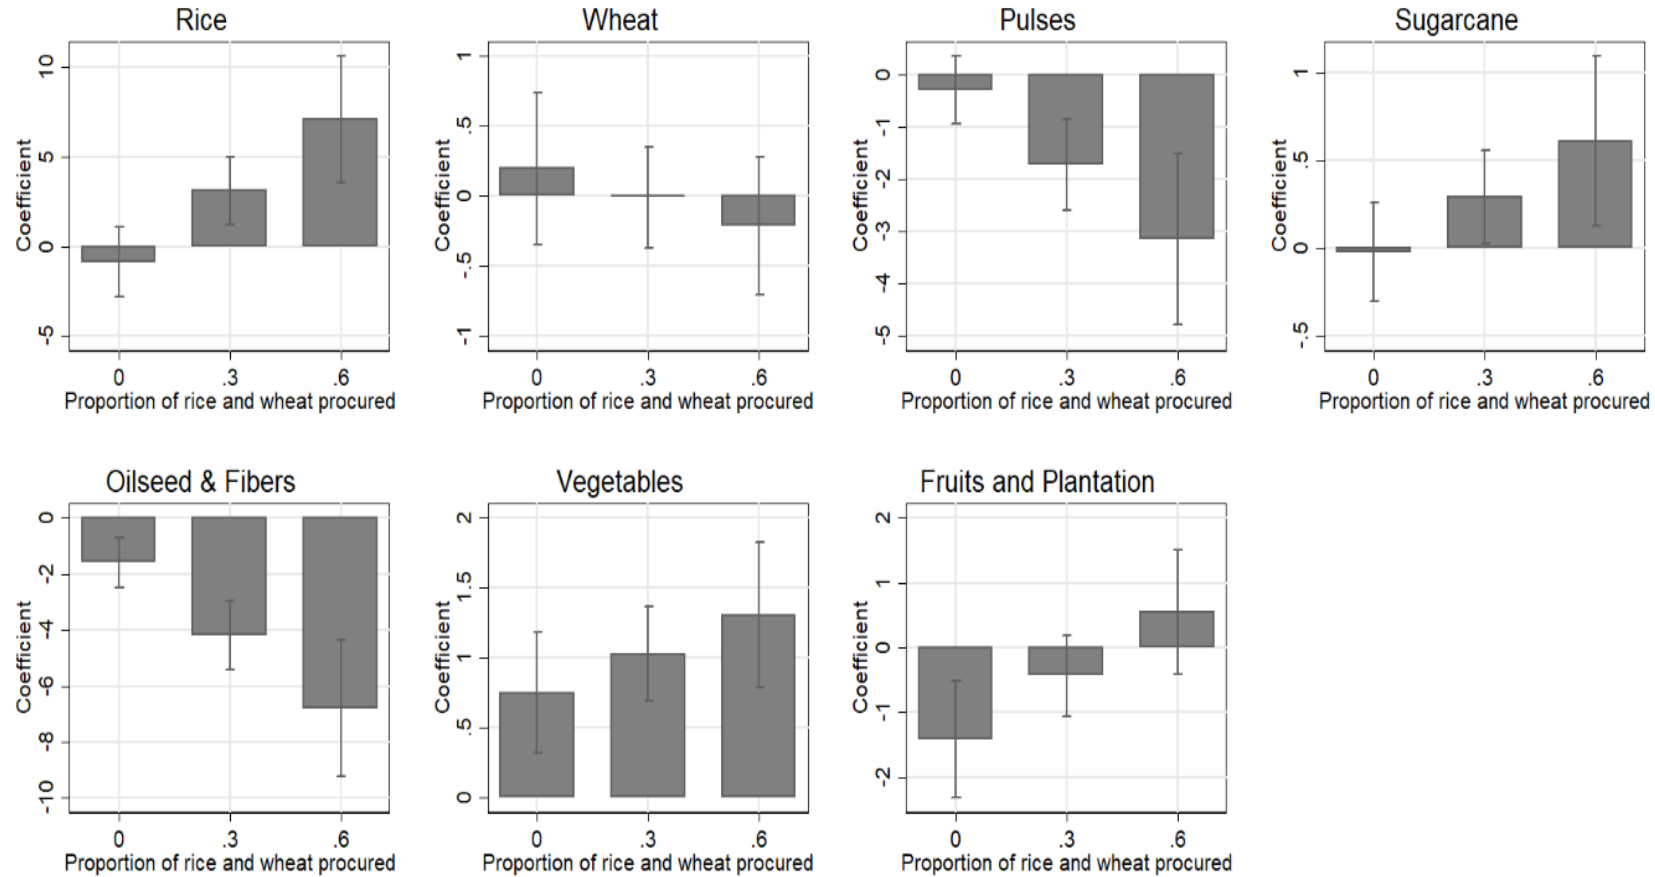 Rice
Coefficient
10
5
0
-5
0 .3 .6
Proportion of rice and wheat procured
Wheat
Coefficient
1
.5
0
-.5
-1
0 .3 .6
Proportion of rice and wheat procured
Pulses
Coefficient
0
-1
-2
-3
-4
-5
0 .3 .6
Proportion of rice and wheat procured
Sugarcane
Coefficient
1
.5
0
-.5
0 .3 .6
Proportion of rice and wheat procured
Oilseed & Fibers
Coefficient
0
-2
-4
-6
-8
-10
0 .3 .6
Proportion of rice and wheat procured
Vegetables
Coefficient
2
1.5
1
.5
0
0 .3 .6
Proportion of rice and wheat procured
Fruits and Plantation
Coefficient
2
1
0
-1
-2
0 .3 .6
Proportion of rice and wheat procured